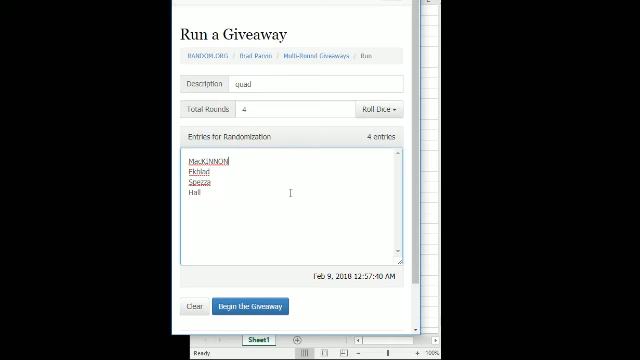 Run a Giveaway
RANDOM.ORG / Brad Parvin / Multi-Round Giveaways / Run
Description quad
Total Rounds 4 Roll Dice
Entries for Randomization 4 entries
MacKINNON
Ekblad
Spezza
Hall
Feb 9, 2018 12:57:40 AM
Clear Begin the Giveaway
Sheet1
Ready 100%